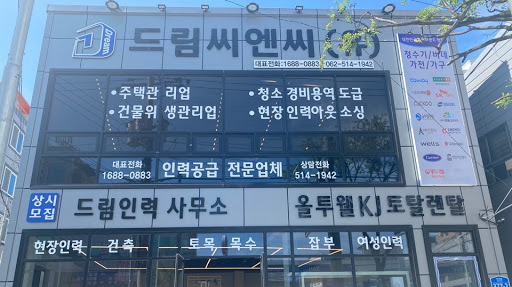 Dream
드림씨엔씨(주)
대표전화:1688-0883, 062-514-1942
• 주택관 리업
• 건물위 생관리업
• 청소 경비용역 도급
• 현장 인력아웃 소싱
대표전화
1688-0883
인력공급 전문업체
상담전화
514-1942
정수기/비데
가전/가구
CUCKOO
wells
Carrier
상시
모집
드림인력 사무소
올투웰KJ토탈렌탈
현장인력 건축 토목 목수 잡부 여성인력